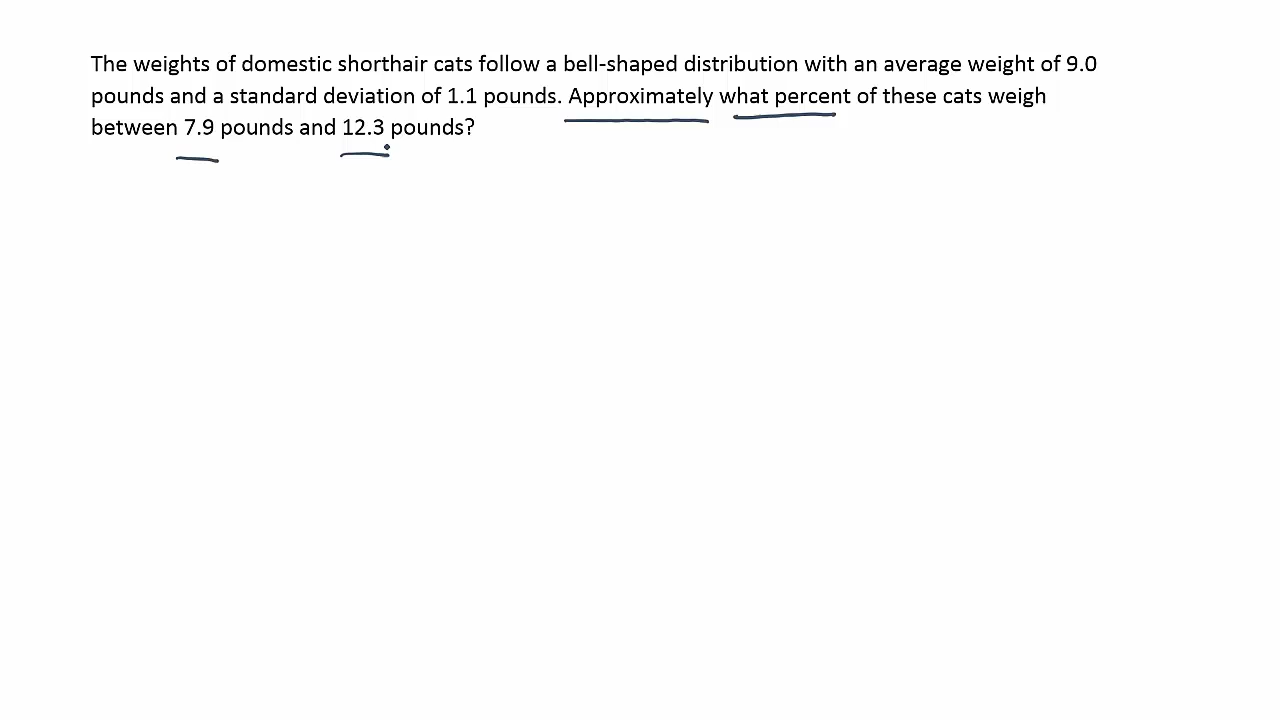 The weights of domestic shorthair cats follow a bell-shaped distribution with an average weight of 9.0
pounds and a standard deviation of 1.1 pounds. Approximately what percent of these cats weigh
between 7.9 pounds and 12.3 pounds?